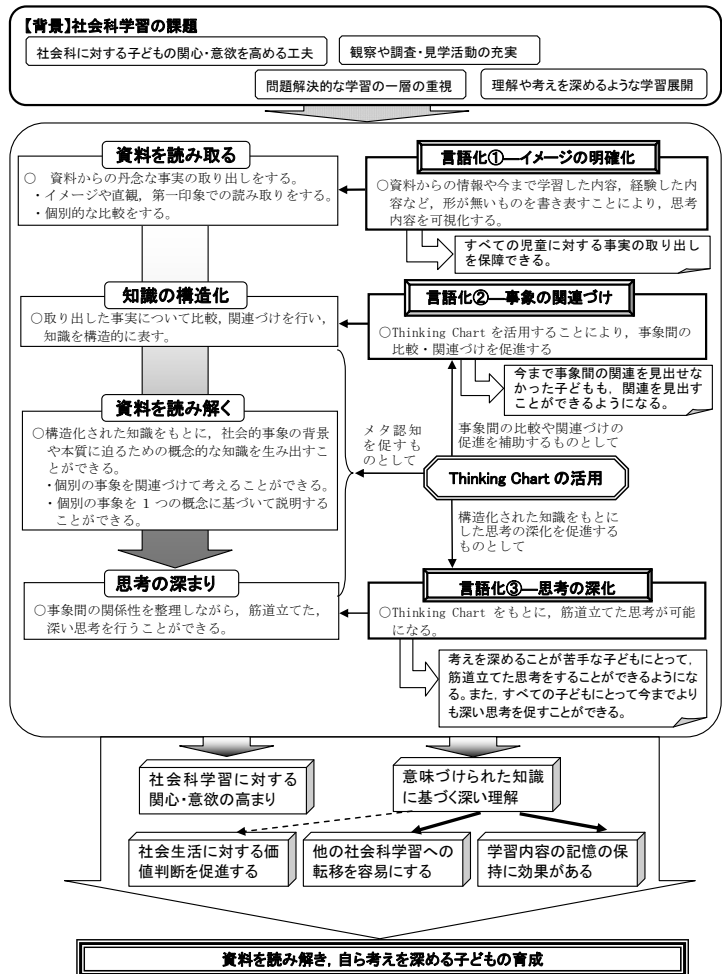 【背景】社会科学習の課題
社会科に対する子どもの関心・意欲を高める工夫
観察や調査・見学活動の充実
問題解決的な学習の一層の重視
理解や考えを深めるような学習展開
資料を読み取る
○　資料からの丹念な事実の取り出しをする。
・イメージや直観，第一印象での読み取りをする。
・個別的な比較をする。
言語化①―イメージの明確化
○資料からの情報や今まで学習した内容，経験した内
容など，形が無いものを書き表すことにより，思考
内容を可視化する。
すべての児童に対する事実の取り出し
を保障できる。
知識の構造化
○取り出した事実について比較，関連づけを行い，
知識を構造的に表す。
言語化②―事象の関連づけ
○Thinking Chart を活用することにより，事象間の
比較・関連づけを促進する
今まで事象間の関連を見出せな
かった子どもも，関連を見出す
ことができるようになる。
資料を読み解く
○構造化された知識をもとに，社会的事象の背景
や本質に迫るための概念的な知識を生み出すこ
とができる。
・個別の事象を関連づけて考えることができる。
・個別の事象を 1 つの概念に基づいて説明する
ことができる。
メタ認知
を促すも
のとして
事象間の比較や関連づけの
促進を補助するものとして
Thinking Chart の活用
構造化された知識をもとに
した思考の深化を促進する
ものとして
思考の深まり
○事象間の関係性を整理しながら，筋道立てた，
深い思考を行うことができる。
言語化③―思考の深化
○Thinking Chart をもとに，筋道立てた思考が可能
になる。
考えを深めることが苦手な子どもにとって，
筋道立てた思考をすることができるようにな
る。また，すべての子どもにとって今までより
も深い思考を促すことができる。
社会科学習に対する
関心・意欲の高まり
意味づけられた知識
に基づく深い理解
社会生活に対する価
値判断を促進する
他の社会科学習への
転移を容易にする
学習内容の記憶の保
持に効果がある
資料を読み解き，自ら考えを深める子どもの育成